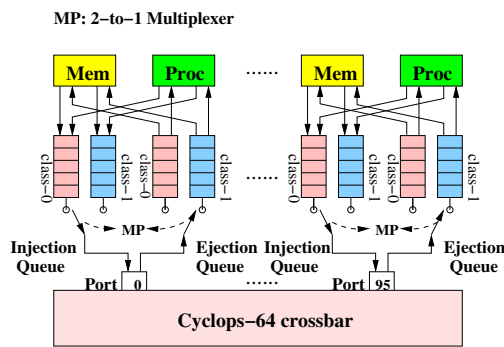 MP: 2−to−1 Multiplexer
Mem Proc ...... Mem Proc
class−0 class−1 class−0 class−1 ...... class−0 class−1 class−0 class−1
MP MP
Injection Queue Ejection Queue Injection Queue Ejection Queue
Port 0 ...... Port 95
Cyclops−64 crossbar